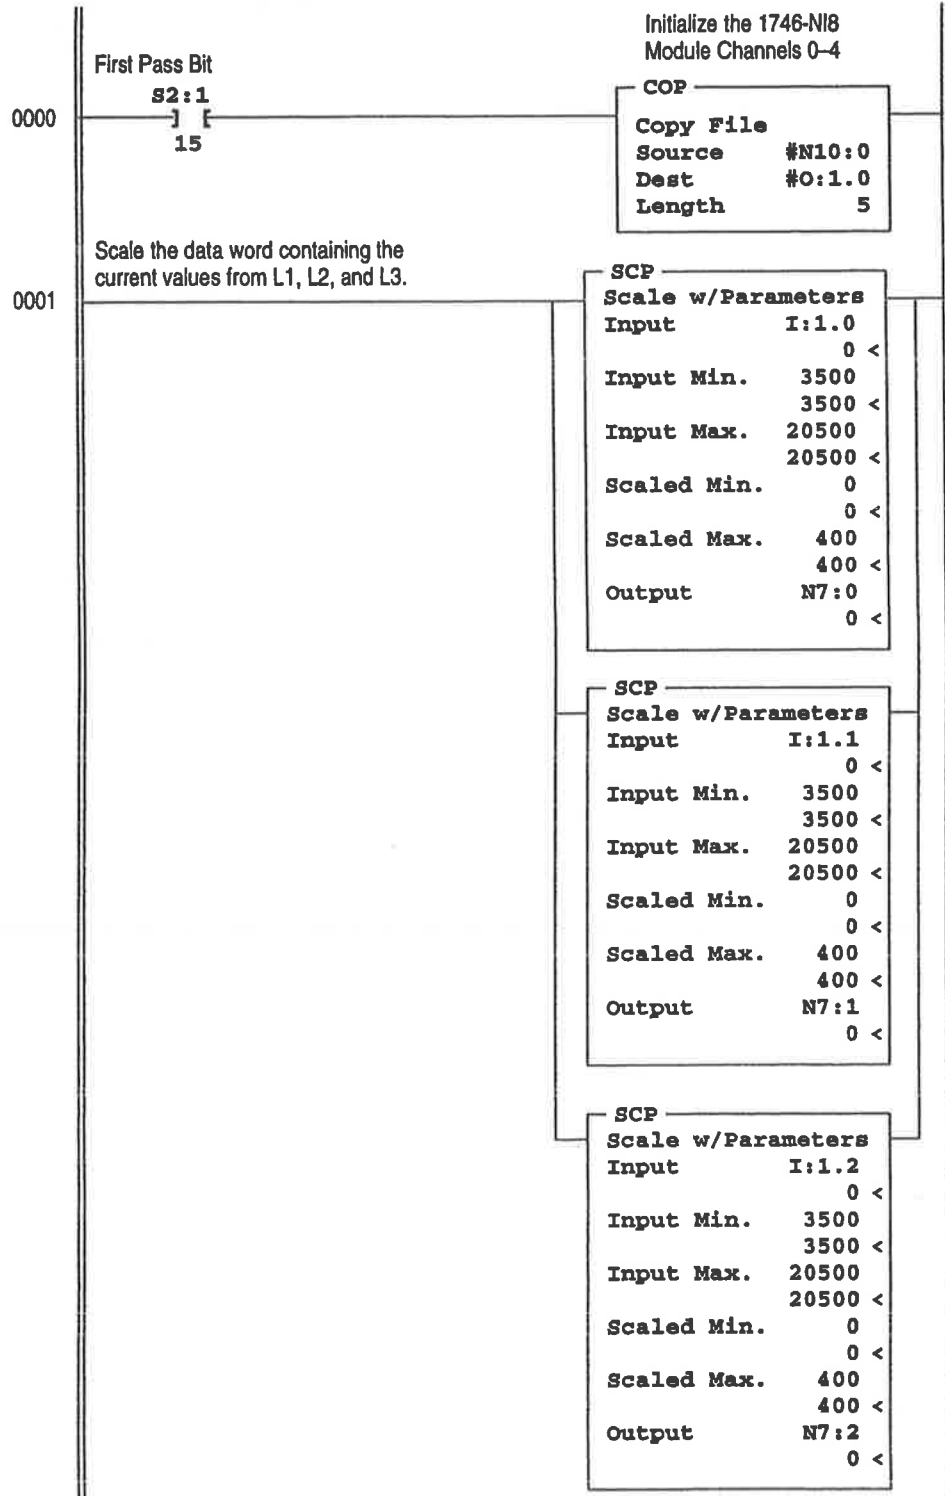 Initialize the 1746-NI8
Module Channels 0–4
First Pass Bit
S2:1
0000
] [
15
COP
Copy File
Source #N10:0
Dest #O:1.0
Length 5
Scale the data word containing the
current values from L1, L2, and L3.
0001
SCP
Scale w/Parameters
Input I:1.0
0 <
Input Min. 3500
3500 <
Input Max. 20500
20500 <
Scaled Min. 0
0 <
Scaled Max. 400
400 <
Output N7:0
0 <
SCP
Scale w/Parameters
Input I:1.1
0 <
Input Min. 3500
3500 <
Input Max. 20500
20500 <
Scaled Min. 0
0 <
Scaled Max. 400
400 <
Output N7:1
0 <
SCP
Scale w/Parameters
Input I:1.2
0 <
Input Min. 3500
3500 <
Input Max. 20500
20500 <
Scaled Min. 0
0 <
Scaled Max. 400
400 <
Output N7:2
0 <